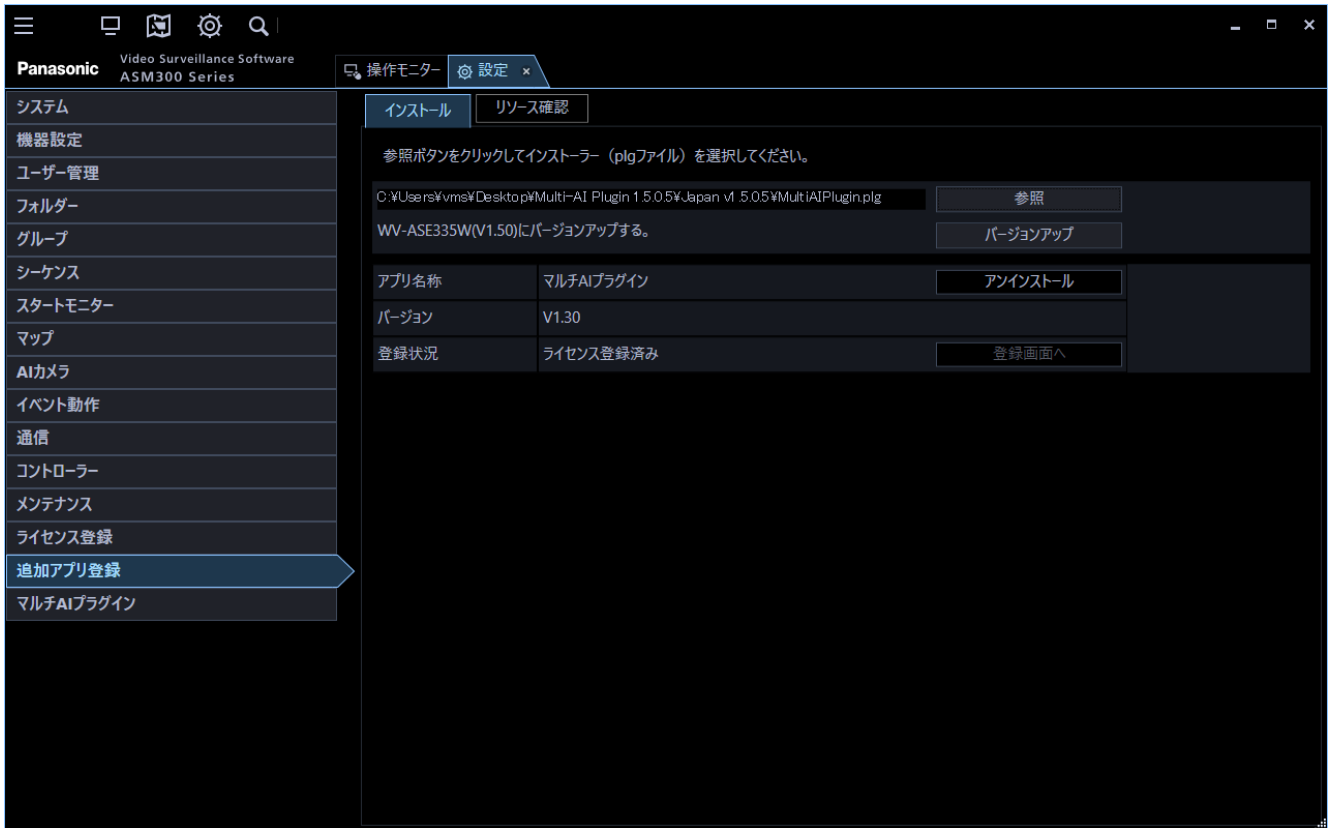 Panasonic
Video Surveillance Software
ASM300 Series
操作モニター
設定
システム
機器設定
ユーザー管理
フォルダー
グループ
シーケンス
スタートモニター
マップ
AIカメラ
イベント動作
通信
コントローラー
メンテナンス
ライセンス登録
追加アプリ登録
マルチAIプラグイン
インストール
リソース確認
参照ボタンをクリックしてインストーラー（plgファイル）を選択してください。
C:¥Users¥vms¥Desktop¥Multi-AI Plugin 1.5.0.5¥Japan v1.5.0.5¥MultiAIPlugin.plg
参照
WV-ASE335W(V1.50)にバージョンアップする。
バージョンアップ
アプリ名称
マルチAIプラグイン
アンインストール
バージョン
V1.30
登録状況
ライセンス登録済み
登録画面へ